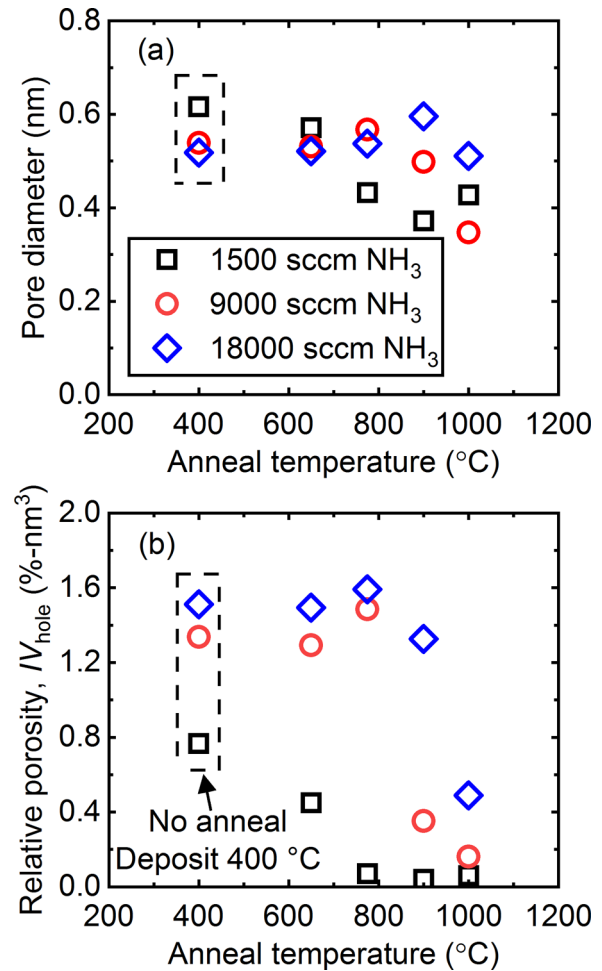 (a)
Pore diameter (nm)
0.8
0.6
0.4
0.2
0.0
1500 sccm NH₃
9000 sccm NH₃
18000 sccm NH₃
200 400 600 800 1000 1200
Anneal temperature (°C)
(b)
Relative porosity, IVhole (%-nm³)
2.0
1.6
1.2
0.8
0.4
0.0
No anneal
Deposit 400 °C
200 400 600 800 1000 1200
Anneal temperature (°C)